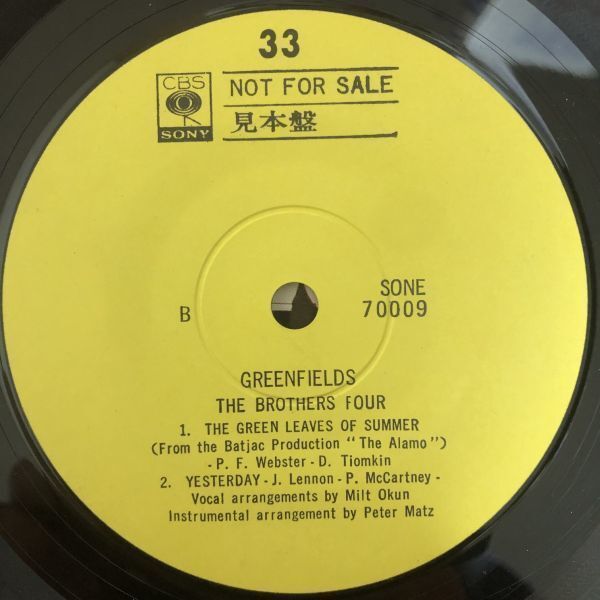 33
CBS
SONY
NOT FOR SALE
見本盤
B
SONE
70009
GREENFIELDS
THE BROTHERS FOUR
1. THE GREEN LEAVES OF SUMMER
(From the Batjac Production "The Alamo")
- P. F. Webster - D. Tiomkin
2. YESTERDAY - J. Lennon - P. McCartney -
Vocal arrangements by Milt Okun
Instrumental arrangement by Peter Matz